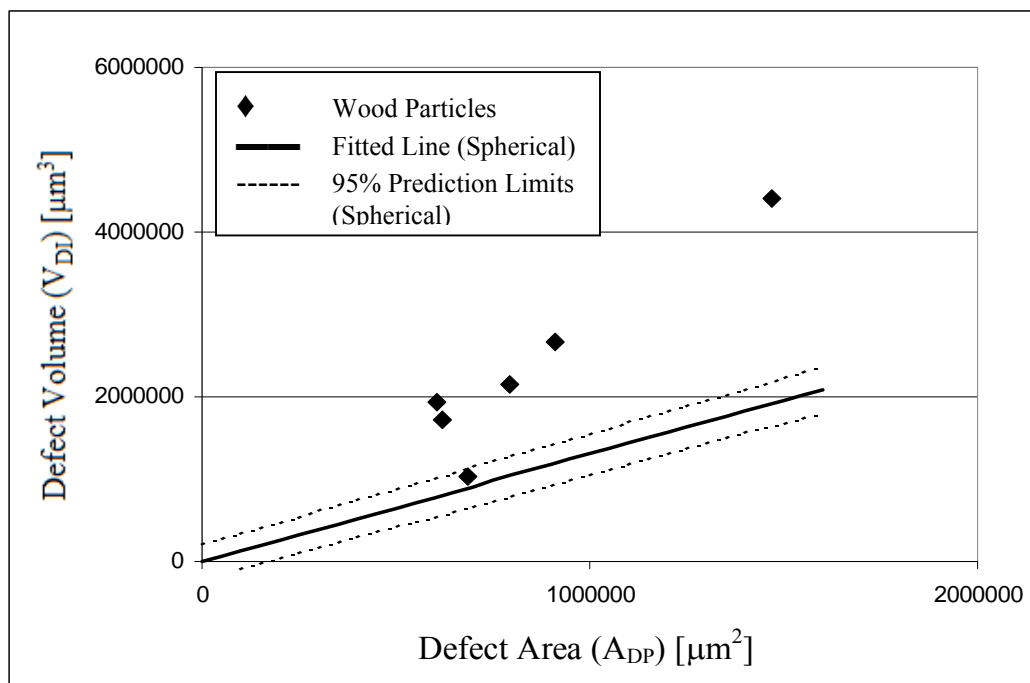 6000000
4000000
2000000
0
Defect Volume (V_DI) [μm³]
Wood Particles
Fitted Line (Spherical)
95% Prediction Limits
(Spherical)
0
1000000
2000000
Defect Area (A_DP) [μm²]